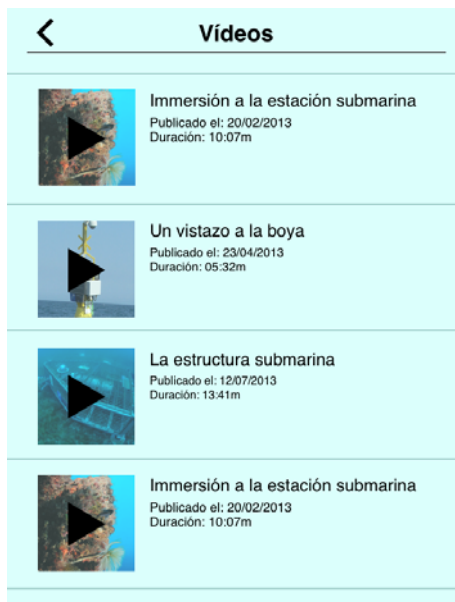 Vídeos
Immersión a la estación submarina
Publicado el: 20/02/2013
Duración: 10:07m
Un vistazo a la boya
Publicado el: 23/04/2013
Duración: 05:32m
La estructura submarina
Publicado el: 12/07/2013
Duración: 13:41m
Immersión a la estación submarina
Publicado el: 20/02/2013
Duración: 10:07m